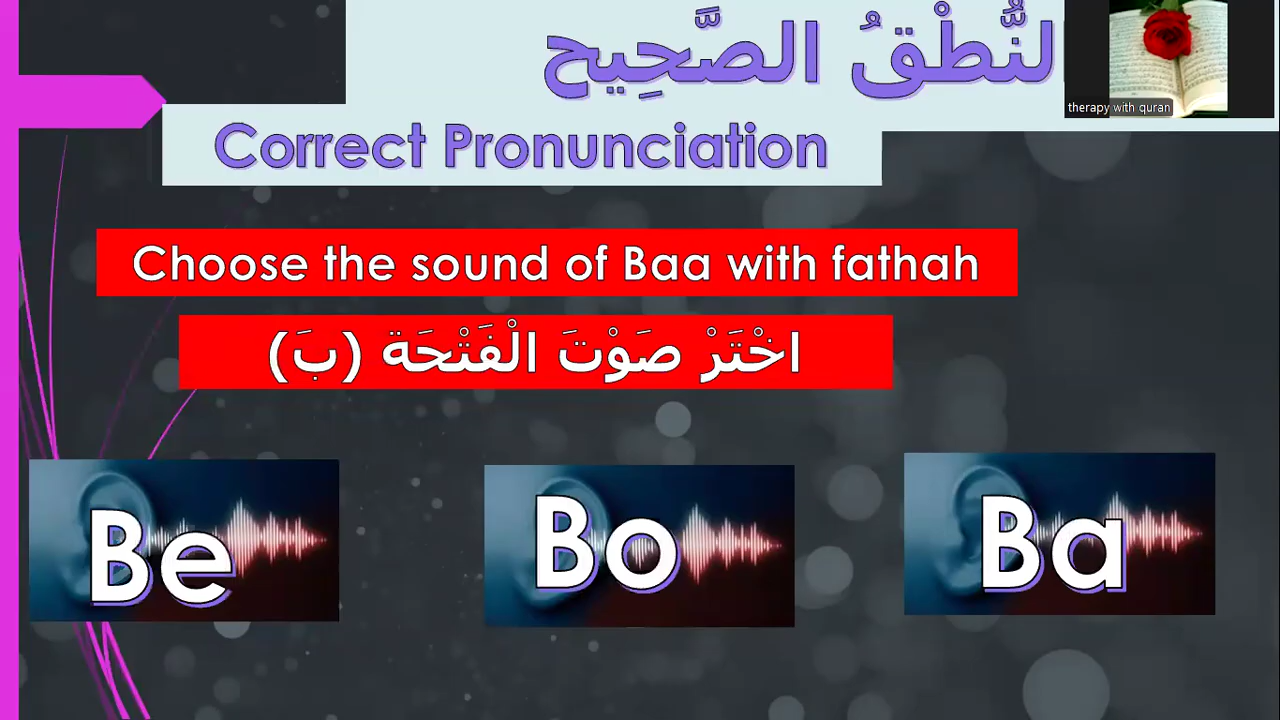 لنُّطْقُ الصَّحِيح
therapy with quran
Correct Pronunciation
Choose the sound of Baa with fathah
اخْتَرْ صَوْتَ الْفَتْحَة (بَ)
Be
Bo
Ba